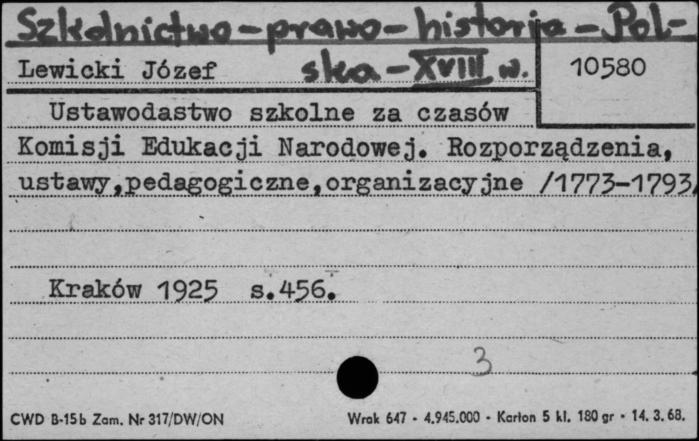 Szkolnictwo-prawo-historia-Pol-
ska-XVIII w.
Lewicki Józef
10580
Ustawodastwo szkolne za czasów
Komisji Edukacji Narodowej. Rozporządzenia,
ustawy,pedagogiczne,organizacyjne /1773-1793/
Kraków 1925 s.456.
3
CWD B-15b Zam. Nr 317/DW/ON
Wrak 647 - 4.945.000 - Karton 5 kl. 180 gr - 14. 3. 68.